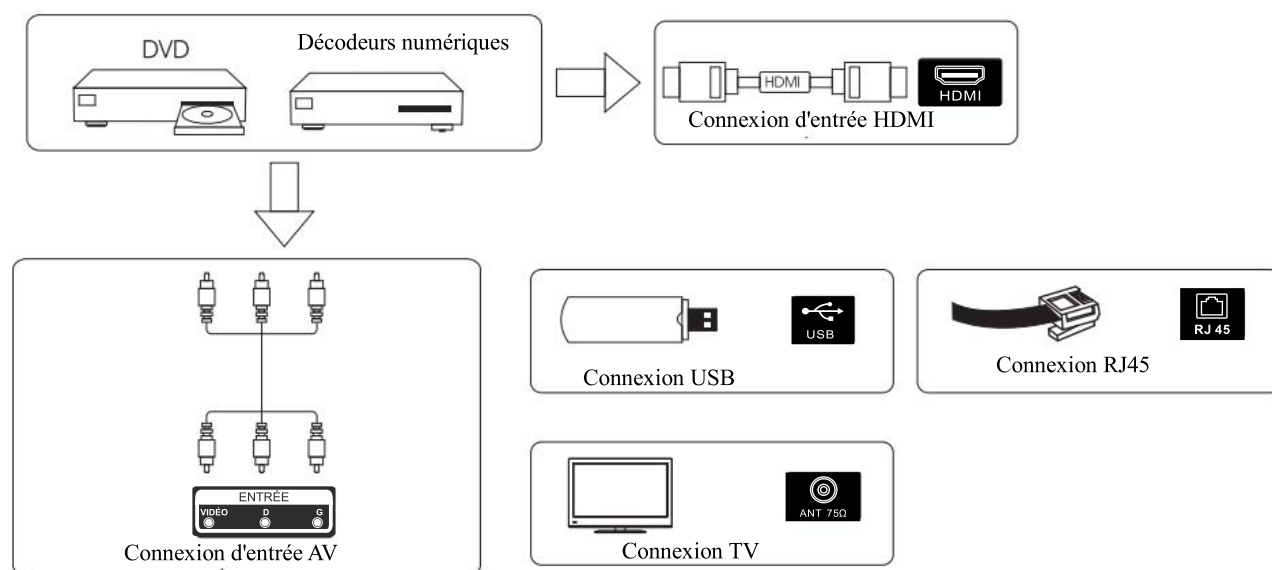 DVD
Décodeurs numériques
HDMI
HDMI
Connexion d'entrée HDMI
ENTRÉE
VIDÉO D G
Connexion d'entrée AV
USB
Connexion USB
RJ 45
Connexion RJ45
ANT 75Ω
Connexion TV